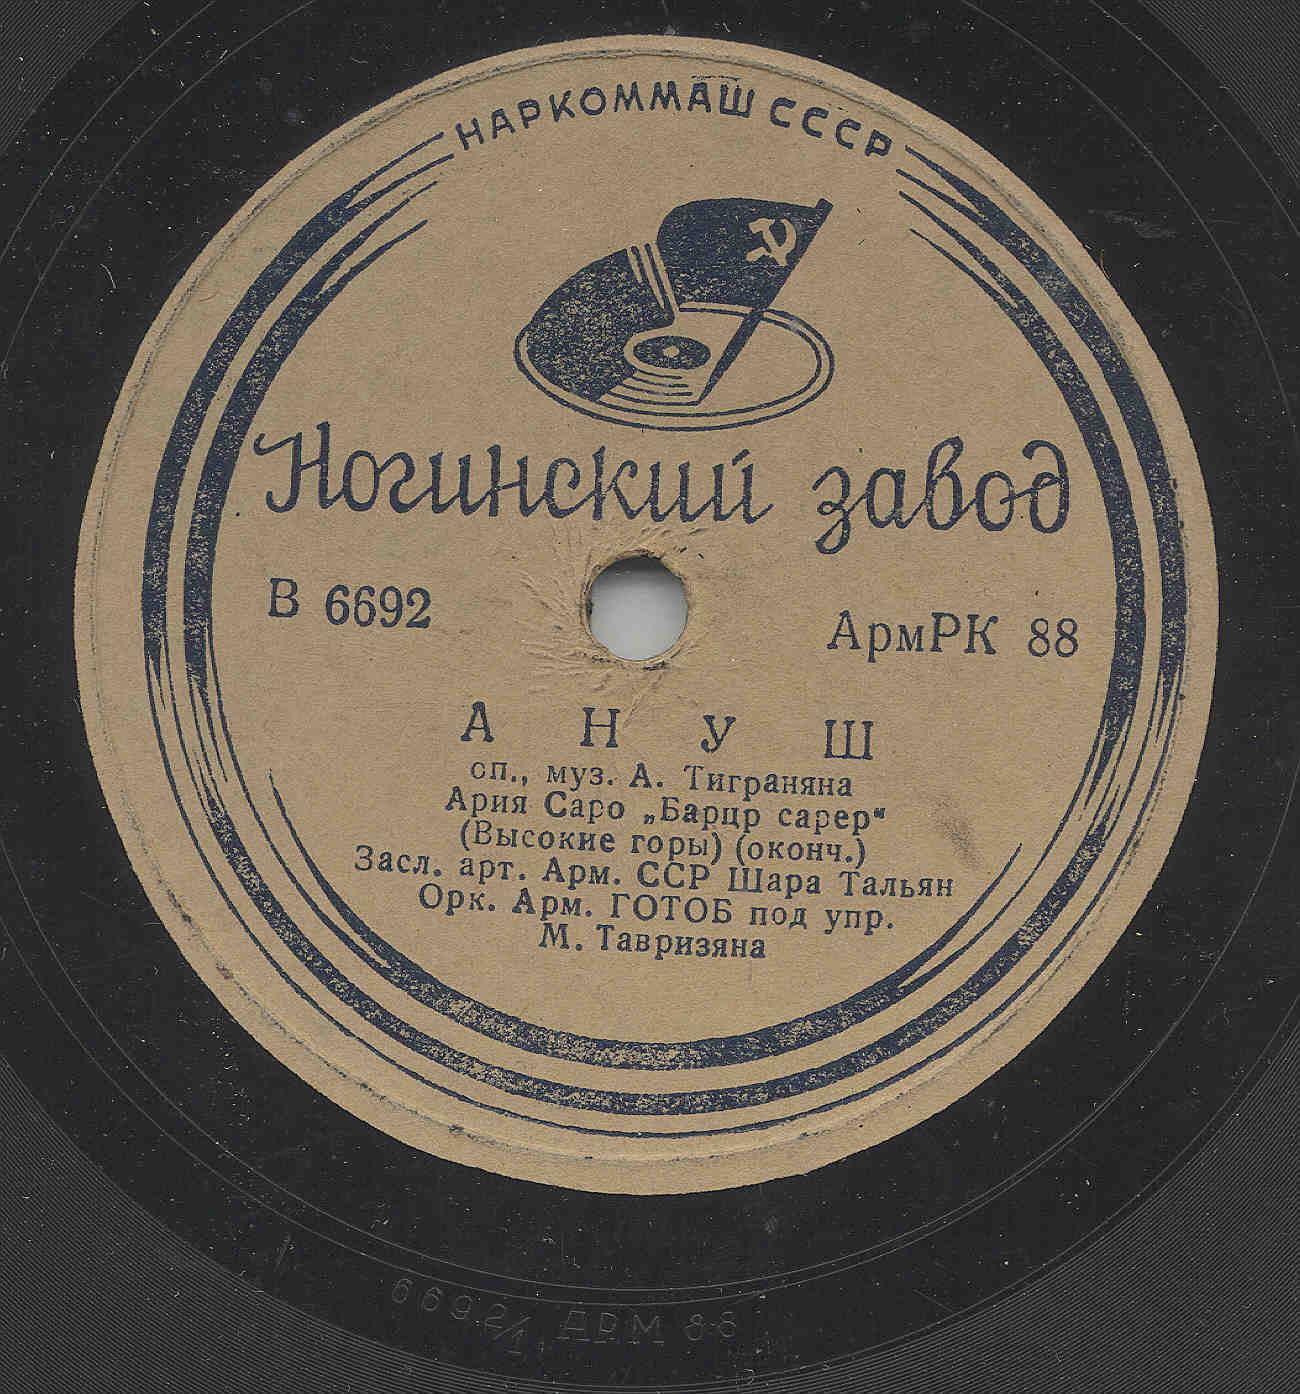 НАРКОММАШ СССР
Ногинский завод
В 6692
АрмРК 88
АНУШ
оп., муз. А. Тиграняна
Ария Саро „Барцр сарер“
(Высокие горы) (оконч.)
Засл. арт. Арм. ССР Шара Тальян
Орк. Арм. ГОТОБ под упр.
М. Тавризяна
6692/1 АРМ 88